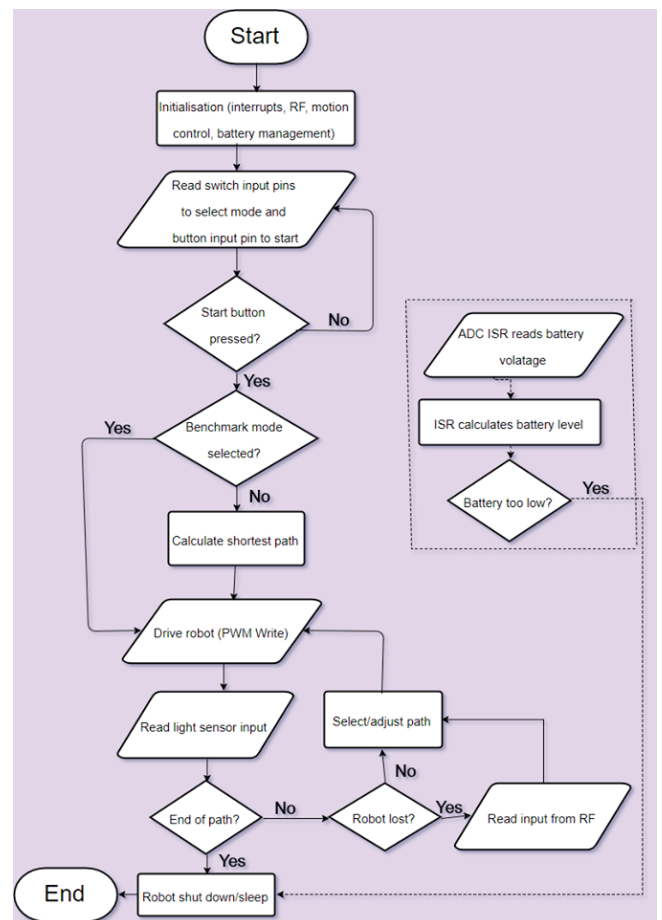 Start
Initialisation (interrupts, RF, motion
control, battery management)
Read switch input pins
to select mode and
button input pin to start
Start button
pressed?
No
Yes
Benchmark mode
selected?
Yes
No
Calculate shortest path
Drive robot (PWM Write)
Read light sensor input
Select/adjust path
No
End of path?
No
Robot lost?
Yes
Read input from RF
Yes
Robot shut down/sleep
End
ADC ISR reads battery
volatage
ISR calculates battery level
Battery too low?
Yes